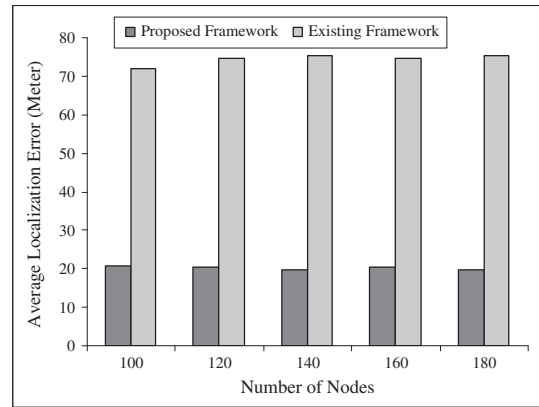 Proposed Framework Existing Framework
Average Localization Error (Meter)
80
70
60
50
40
30
20
10
0
100 120 140 160 180
Number of Nodes